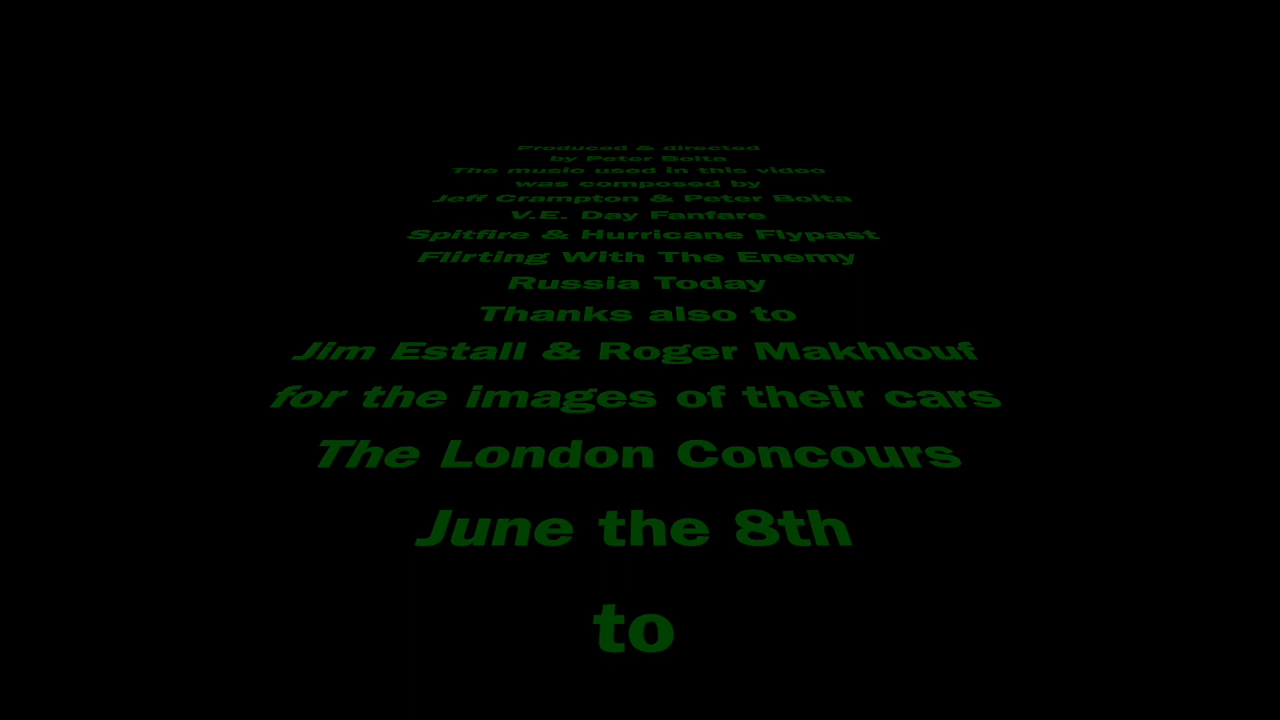 Produced & directed
by Peter Bolta
The music used in this video
was composed by
Jeff Crampton & Peter Bolta
V.E. Day Fanfare
Spitfire & Hurricane Flypast
Flirting With The Enemy
Russia Today
Thanks also to
Jim Estall & Roger Makhlouf
for the images of their cars
The London Concours
June the 8th
to